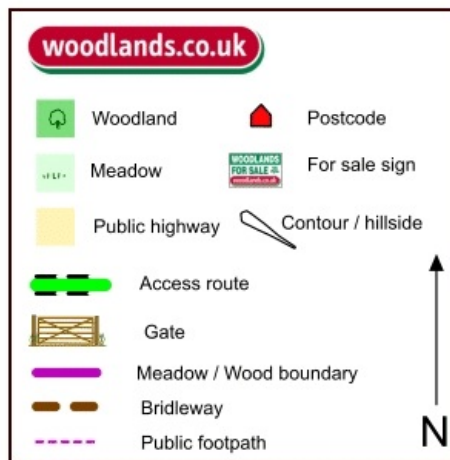 woodlands.co.uk
Woodland
Postcode
Meadow
WOODLANDS
FOR SALE
woodlands.co.uk
For sale sign
Public highway
Contour / hillside
Access route
Gate
Meadow / Wood boundary
Bridleway
Public footpath
N